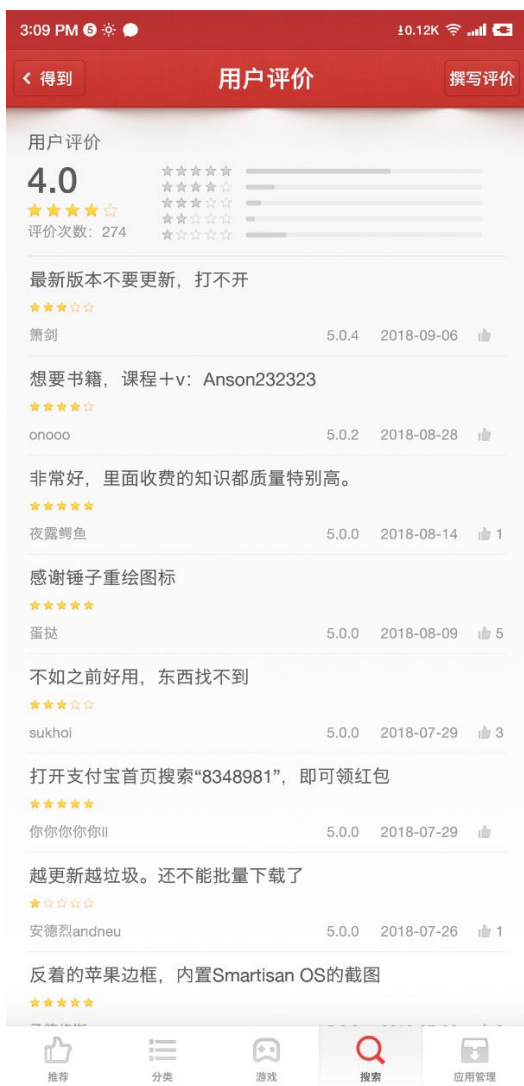 3:09 PM 5
±0.12K
得到
用户评价
撰写评价
用户评价
4.0
评价次数: 274
最新版本不要更新，打不开
箫剑 5.0.4 2018-09-06
想要书籍，课程＋v：Anson232323
onooo 5.0.2 2018-08-28
非常好，里面收费的知识都质量特别高。
夜露鳄鱼 5.0.0 2018-08-14 1
感谢锤子重绘图标
蛋挞 5.0.0 2018-08-09 5
不如之前好用，东西找不到
sukhoi 5.0.0 2018-07-29 3
打开支付宝首页搜索“8348981”，即可领红包
你你你你你ll 5.0.0 2018-07-29
越更新越垃圾。还不能批量下载了
安德烈andneu 5.0.0 2018-07-26 1
反着的苹果边框，内置Smartisan OS的截图
推荐 分类 游戏 搜索 应用管理